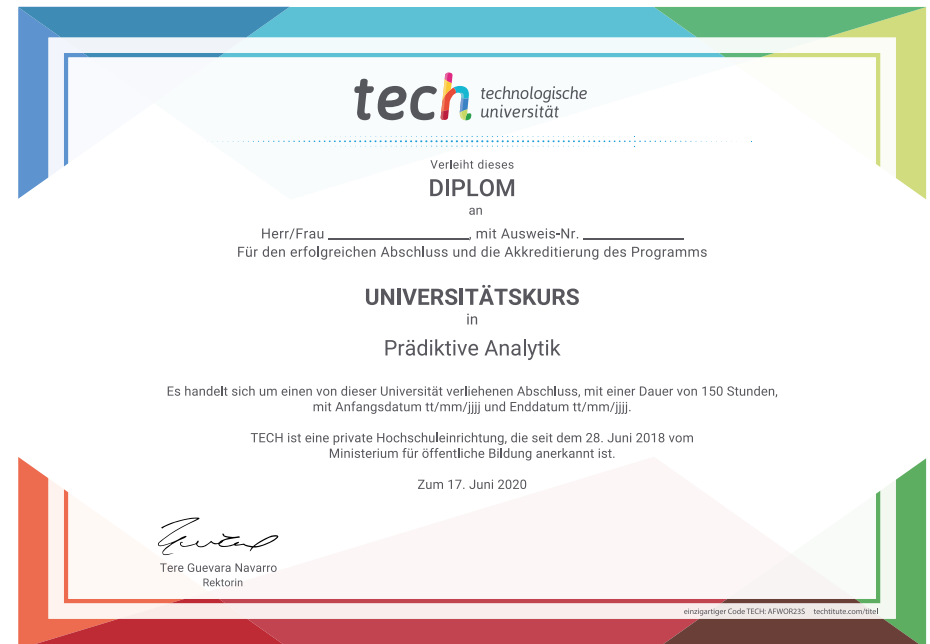 tech technologische
universität
Verleiht dieses
DIPLOM
an
Herr/Frau ____________________, mit Ausweis-Nr. ______________
Für den erfolgreichen Abschluss und die Akkreditierung des Programms
UNIVERSITÄTSKURS
in
Prädiktive Analytik
Es handelt sich um einen von dieser Universität verliehenen Abschluss, mit einer Dauer von 150 Stunden,
mit Anfangsdatum tt/mm/jjjj und Enddatum tt/mm/jjjj.
TECH ist eine private Hochschuleinrichtung, die seit dem 28. Juni 2018 vom
Ministerium für öffentliche Bildung anerkannt ist.
Zum 17. Juni 2020
Tere Guevara Navarro
Rektorin
einzigartiger Code TECH: AFWOR23S techtitute.com/titel